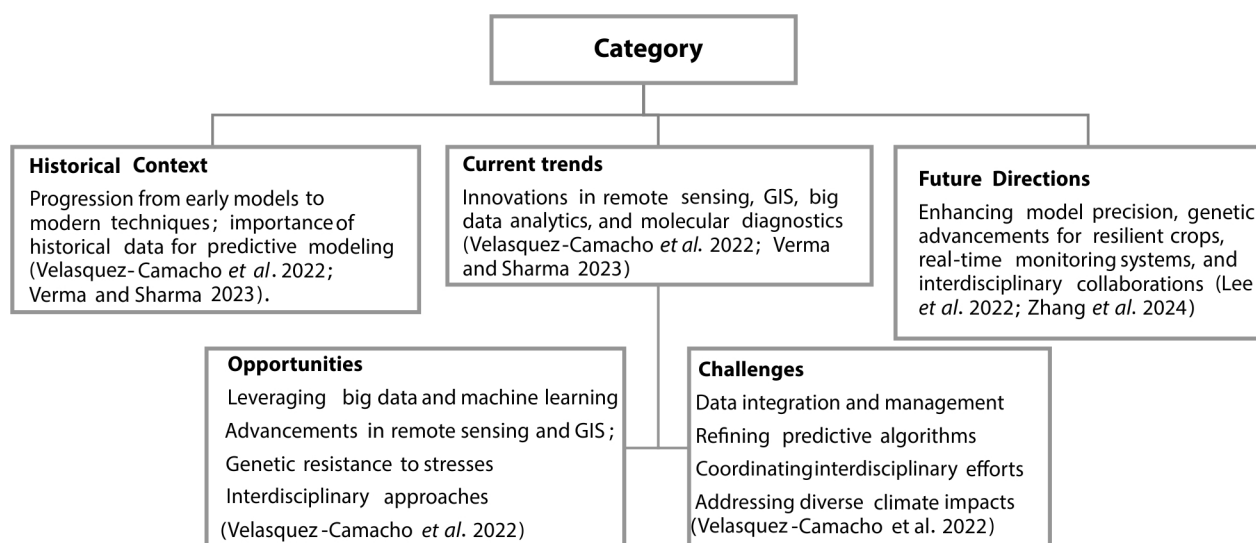 Category
Historical Context
Progression from early models to
modern techniques; importance of
historical data for predictive modeling
(Velasquez-Camacho et al. 2022;
Verma and Sharma 2023).
Current trends
Innovations in remote sensing, GIS, big
data analytics, and molecular diagnostics
(Velasquez-Camacho et al. 2022; Verma
and Sharma 2023)
Future Directions
Enhancing model precision, genetic
advancements for resilient crops,
real-time monitoring systems, and
interdisciplinary collaborations (Lee
et al. 2022; Zhang et al. 2024)
Opportunities
Leveraging big data and machine learning
Advancements in remote sensing and GIS;
Genetic resistance to stresses
Interdisciplinary approaches
(Velasquez-Camacho et al. 2022)
Challenges
Data integration and management
Refining predictive algorithms
Coordinating interdisciplinary efforts
Addressing diverse climate impacts
(Velasquez-Camacho et al. 2022)